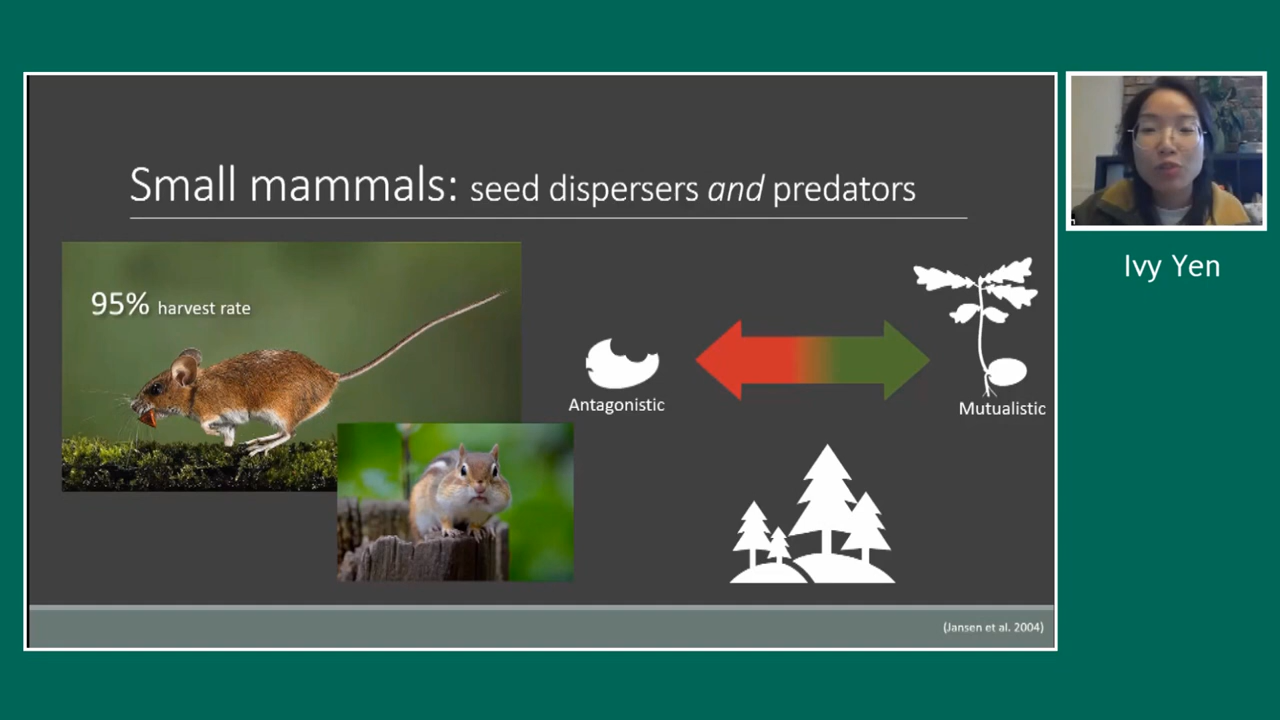 Small mammals: seed dispersers and predators
95% harvest rate
Antagonistic
Mutualistic
(Jansen et al. 2004)
Ivy Yen